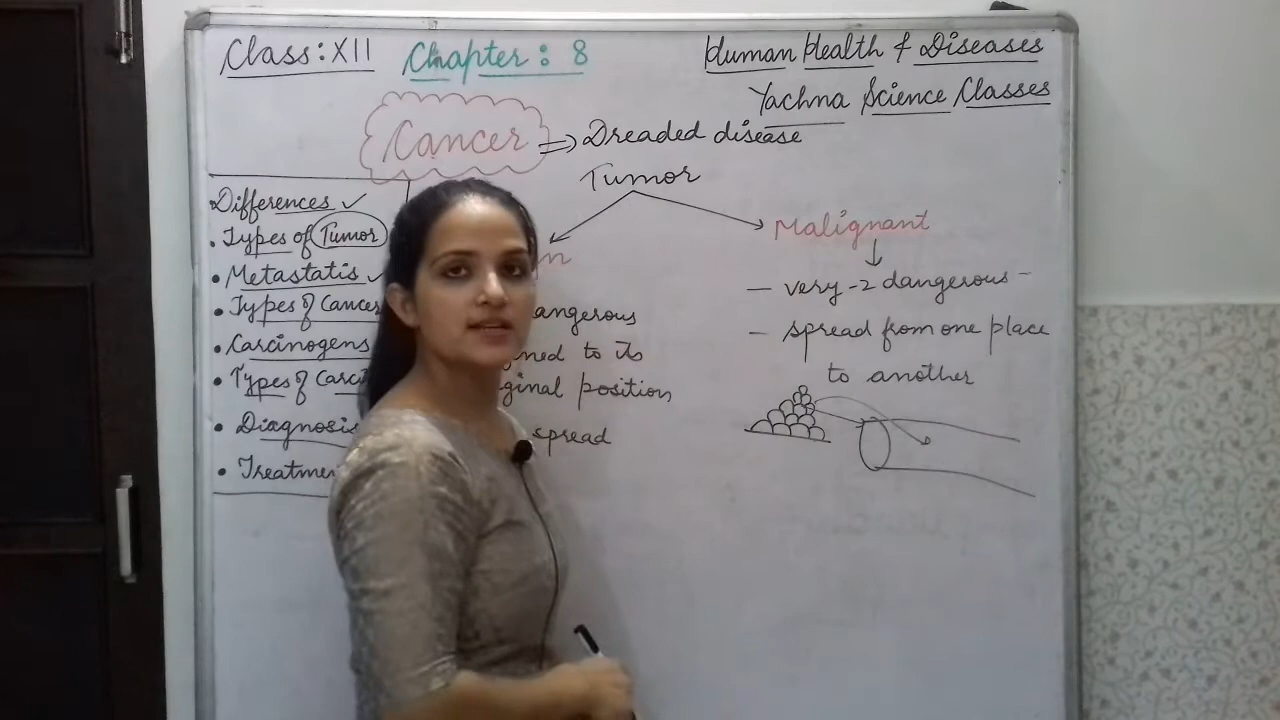 Class: XII
Chapter: 8
Human Health & Diseases
Yachna Science Classes
Cancer => Dreaded disease
Tumor
Malignant
• Differences ✓
• Types of Tumor
• Metastatis ✓
• Types of Cancer
• Carcinogens
• Types of Carci
• Diagnosis
• Treatmen
n
angerous
ned to its
ginal position
spread
— very-2 dangerous —
— spread from one place
to another